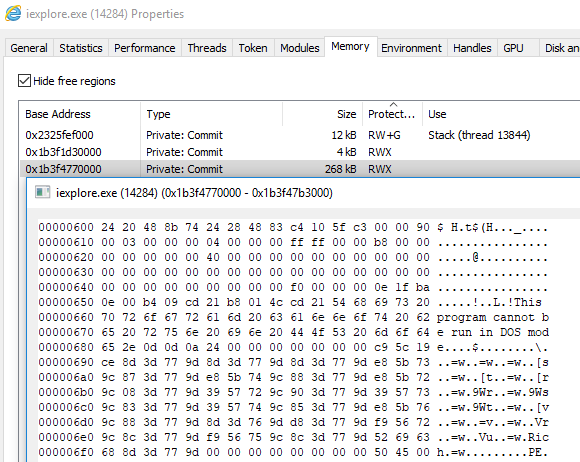 iexplore.exe (14284) Properties
General Statistics Performance Threads Token Modules Memory Environment Handles GPU Disk an
Hide free regions
Base Address Type Size Protect... Use
0x2325fef000 Private: Commit 12 kB RW+G Stack (thread 13844)
0x1b3f1d30000 Private: Commit 4 kB RWX
0x1b3f4770000 Private: Commit 268 kB RWX
iexplore.exe (14284) (0x1b3f4770000 - 0x1b3f47b3000)
00000600 24 20 48 8b 74 24 28 48 83 c4 10 5f c3 00 00 90 $ H.t$(H..._....
00000610 00 03 00 00 00 04 00 00 00 ff ff 00 00 b8 00 00 ................
00000620 00 00 00 00 00 40 00 00 00 00 00 00 00 00 00 00 .....@..........
00000630 00 00 00 00 00 00 00 00 00 00 00 00 00 00 00 00 ................
00000640 00 00 00 00 00 00 00 00 00 f0 00 00 00 0e 1f ba ................
00000650 0e 00 b4 09 cd 21 b8 01 4c cd 21 54 68 69 73 20 .....!..L.!This
00000660 70 72 6f 67 72 61 6d 20 63 61 6e 6e 6f 74 20 62 program cannot b
00000670 65 20 72 75 6e 20 69 6e 20 44 4f 53 20 6d 6f 64 e run in DOS mod
00000680 65 2e 0d 0d 0a 24 00 00 00 00 00 00 00 c9 5c 19 e....$........\.
00000690 ce 8d 3d 77 9d 8d 3d 77 9d 8d 3d 77 9d e8 5b 73 ..=w..=w..=w..[s
000006a0 9c 87 3d 77 9d e8 5b 74 9c 88 3d 77 9d e8 5b 72 ..=w..[t..=w..[r
000006b0 9c 08 3d 77 9d 39 57 72 9c 90 3d 77 9d 39 57 73 ..=w.9Wr..=w.9Ws
000006c0 9c 83 3d 77 9d 39 57 74 9c 85 3d 77 9d e8 5b 76 ..=w.9Wt..=w..[v
000006d0 9c 88 3d 77 9d 8d 3d 76 9d d8 3d 77 9d f9 56 72 ..=w..=v..=w..Vr
000006e0 9c 8c 3d 77 9d f9 56 75 9c 8c 3d 77 9d 52 69 63 ..=w..Vu..=w.Ric
000006f0 68 8d 3d 77 9d 00 00 00 00 00 00 00 00 50 45 00 h.=w.........PE.